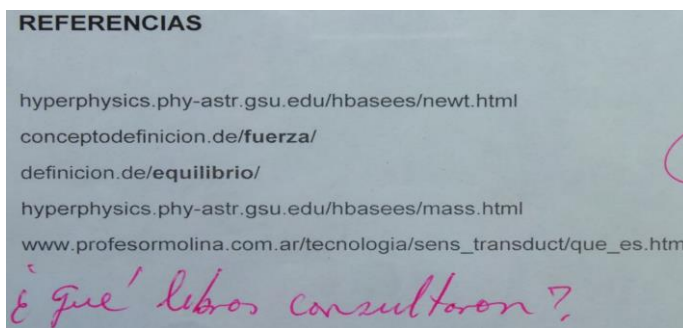 REFERENCIAS
hyperphysics.phy-astr.gsu.edu/hbasees/newt.html
conceptodefinicion.de/fuerza/
definicion.de/equilibrio/
hyperphysics.phy-astr.gsu.edu/hbasees/mass.html
www.profesormolina.com.ar/tecnologia/sens_transduct/que_es.htm
¿ qué libros consultaron ?